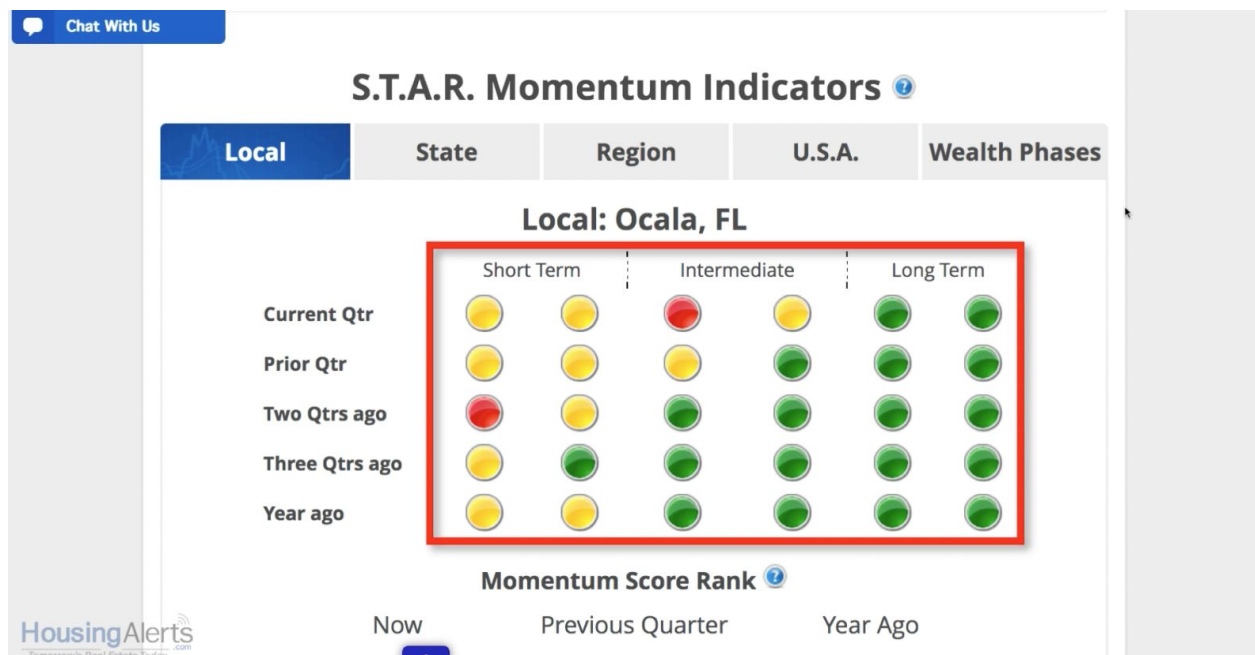 Chat With Us
S.T.A.R. Momentum Indicators ?
Local State Region U.S.A. Wealth Phases
Local: Ocala, FL
Short Term Intermediate Long Term
Current Qtr
Prior Qtr
Two Qtrs ago
Three Qtrs ago
Year ago
Momentum Score Rank ?
Now Previous Quarter Year Ago
HousingAlerts
.com